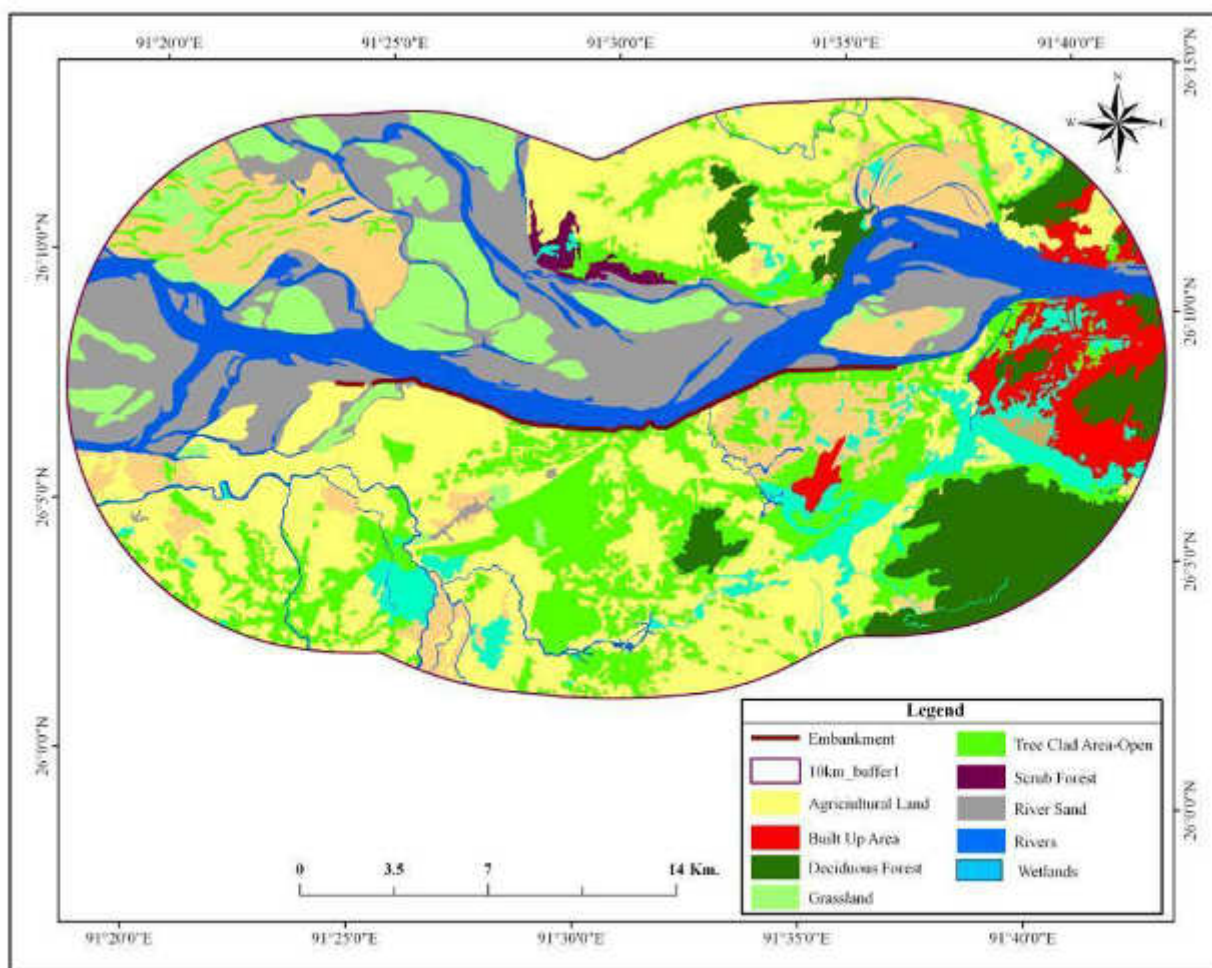 91°20'0"E 91°25'0"E 91°30'0"E 91°35'0"E 91°40'0"E
26°15'0"N
N
W E
S
26°10'0"N
26°10'0"N
26°5'0"N
26°5'0"N
26°0'0"N
26°0'0"N
Legend
Embankment
10km_buffer1
Agricultural Land
Built Up Area
Deciduous Forest
Grassland
Tree Clad Area-Open
Scrub Forest
River Sand
Rivers
Wetlands
0 3.5 7 14 Km.
91°20'0"E 91°25'0"E 91°30'0"E 91°35'0"E 91°40'0"E